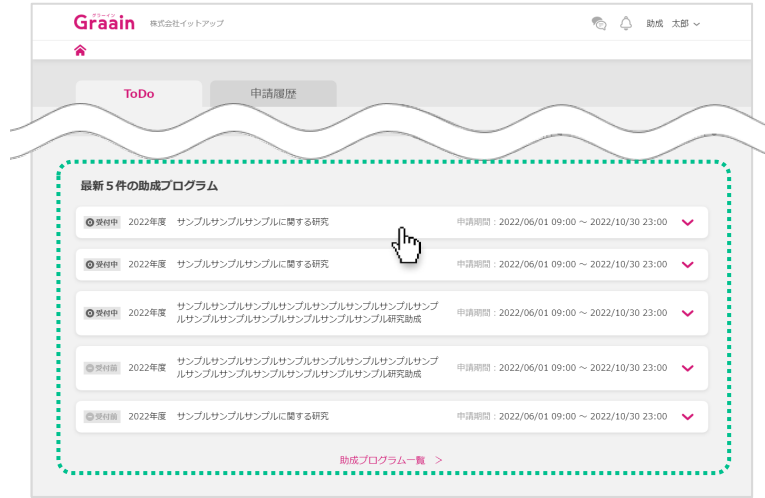 グラーイン
Graain 株式会社イットアップ 助成 太郎
ToDo 申請履歴
最新５件の助成プログラム
受付中 2022年度 サンプルサンプルサンプルに関する研究 申請期間：2022/06/01 09:00 ～ 2022/10/30 23:00
受付中 2022年度 サンプルサンプルサンプルに関する研究 申請期間：2022/06/01 09:00 ～ 2022/10/30 23:00
受付中 2022年度 サンプルサンプルサンプルサンプルサンプルサンプルサンプルサンプ 申請期間：2022/06/01 09:00 ～ 2022/10/30 23:00
ルサンプルサンプルサンプルサンプルサンプルサンプル研究助成
受付前 2022年度 サンプルサンプルサンプルサンプルサンプルサンプルサンプルサンプ 申請期間：2022/06/01 09:00 ～ 2022/10/30 23:00
ルサンプルサンプルサンプルサンプルサンプルサンプル研究助成
受付前 2022年度 サンプルサンプルサンプルに関する研究 申請期間：2022/06/01 09:00 ～ 2022/10/30 23:00
助成プログラム一覧 ＞